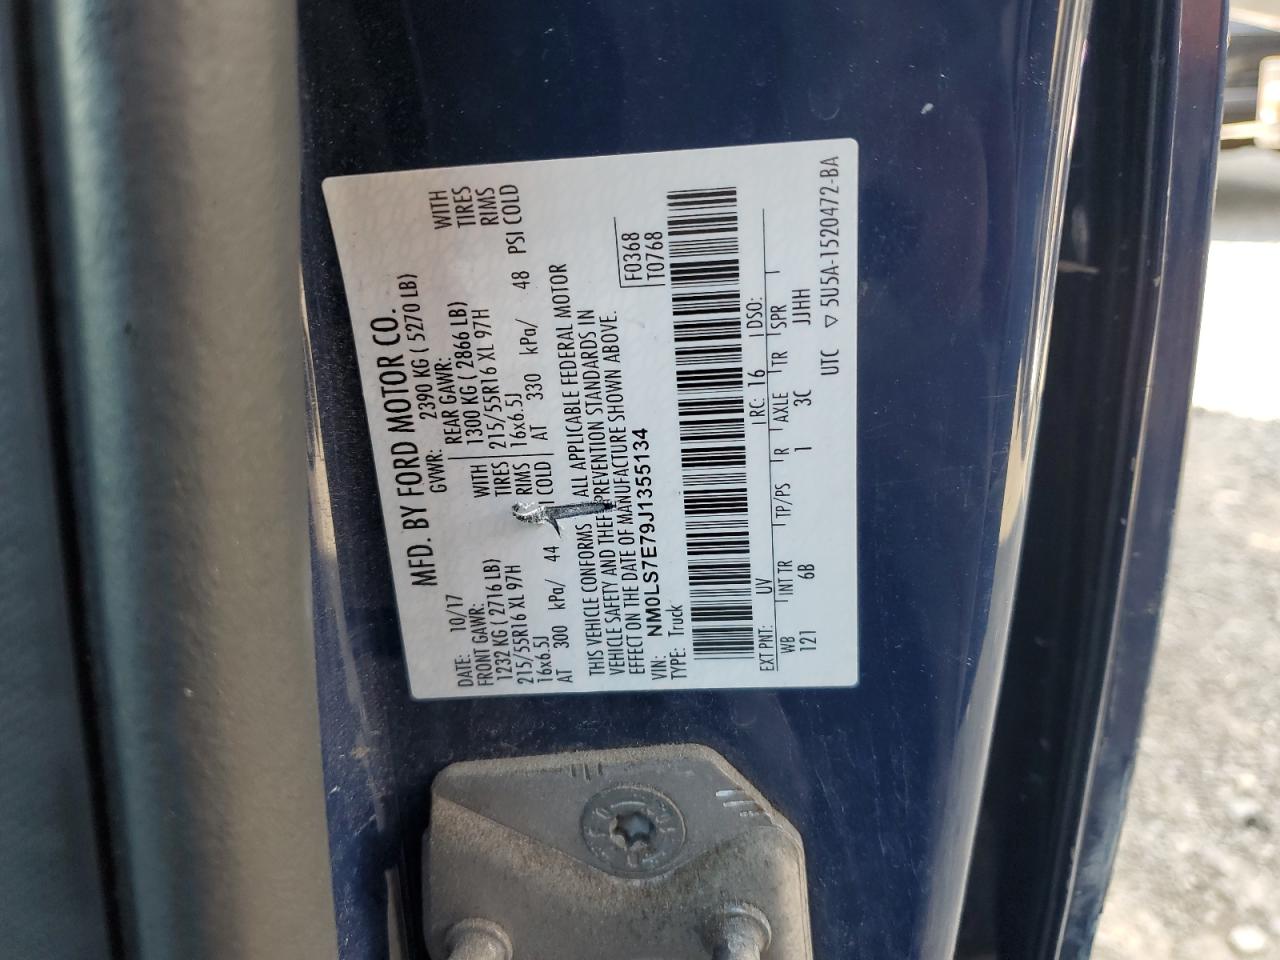 MFD. BY FORD MOTOR CO.
DATE: 10/17 GVWR: 2390 KG ( 5270 LB)
FRONT GAWR: REAR GAWR:
1232 KG ( 2716 LB) WITH 1300 KG ( 2866 LB) WITH
215/55R16 XL 97H TIRES 215/55R16 XL 97H TIRES
16x6.5J RIMS 16x6.5J RIMS
AT 300 kPa/ 44 I COLD AT 330 kPa/ 48 PSI COLD
THIS VEHICLE CONFORMS ALL APPLICABLE FEDERAL MOTOR
VEHICLE SAFETY AND THEFT PREVENTION STANDARDS IN
EFFECT ON THE DATE OF MANUFACTURE SHOWN ABOVE.
VIN: NM0LS7E79J1355134 F0368
TYPE: Truck T0768
EXT PNT: UV RC: 16 DSO:
WB INT TR TP/PS R AXLE TR SPR
121 6B 1 3C JJHH
UTC ▽ 5U5A-1520472-BA